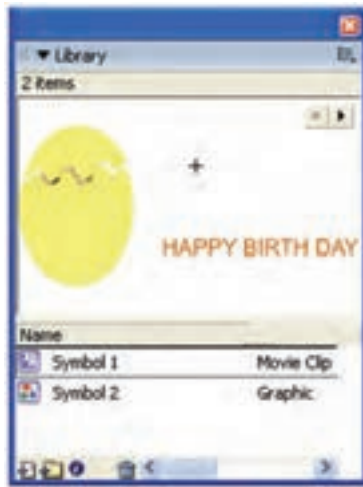 Library
2 items
HAPPY BIRTH DAY
Name
Symbol 1 Movie Clip
Symbol 2 Graphic